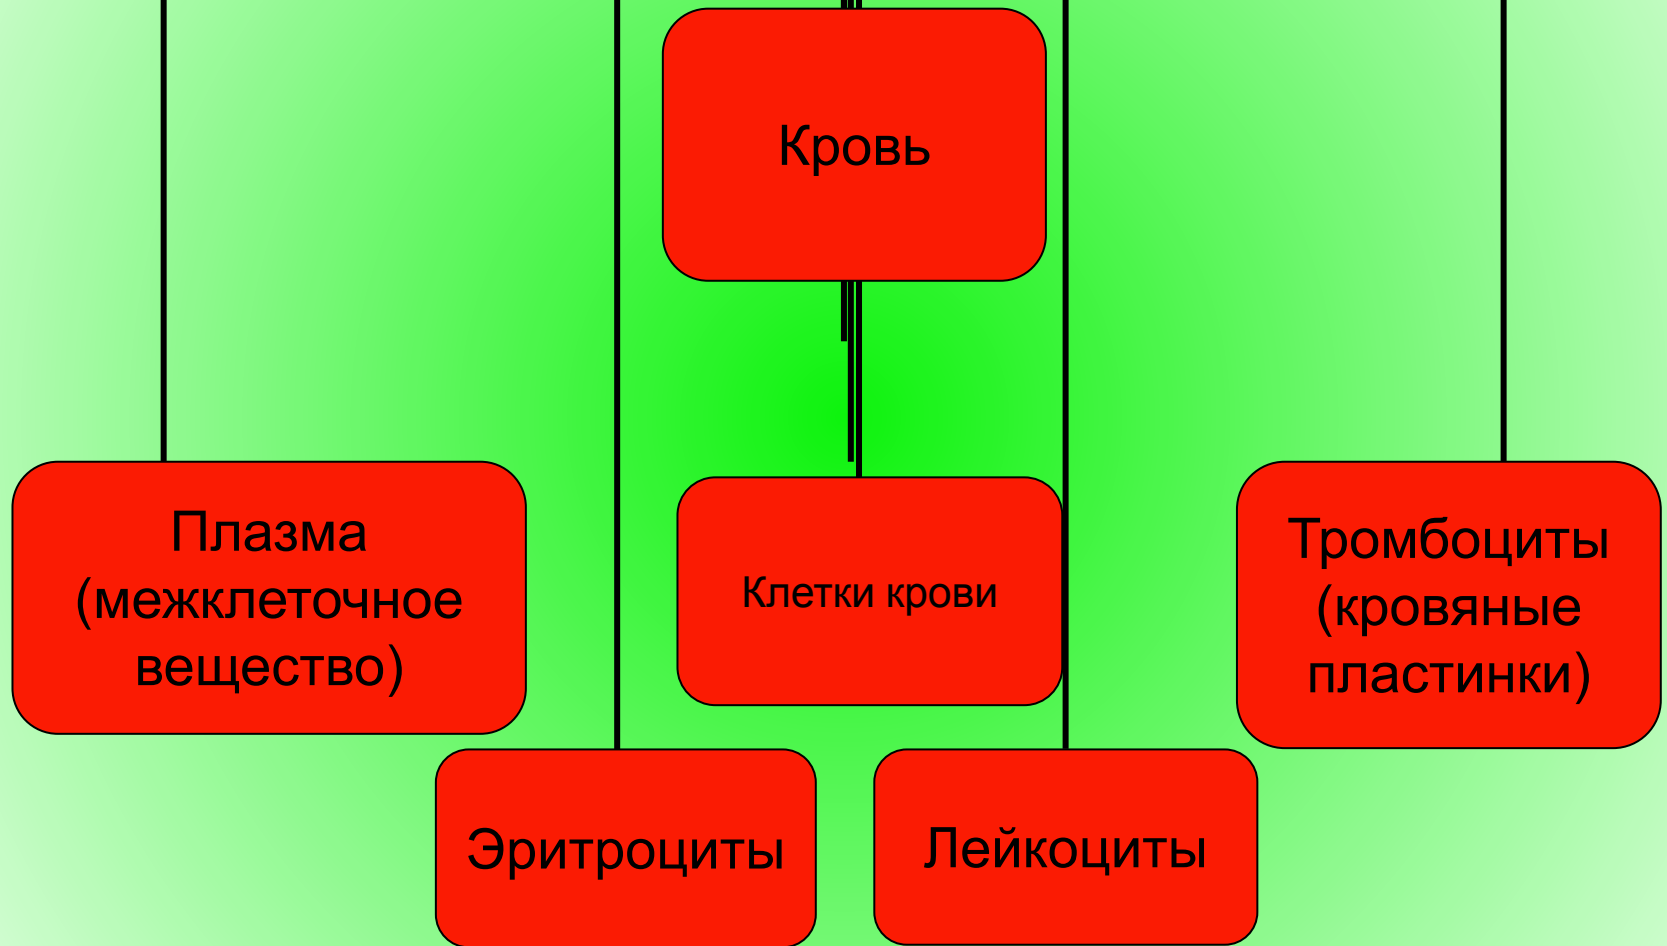 Кровь
Плазма
(межклеточное
вещество)
Клетки крови
Тромбоциты
(кровяные
пластинки)
Эритроциты
Лейкоциты